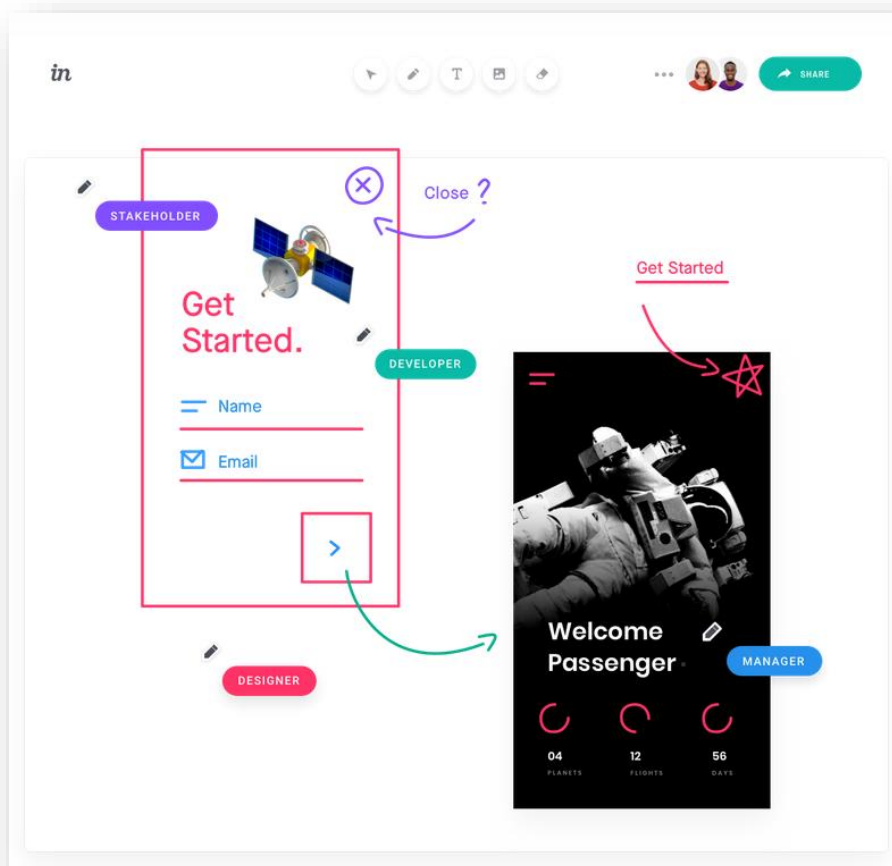 in
T
SHARE
STAKEHOLDER
Close ?
Get
Started.
DEVELOPER
Name
Email
DESIGNER
Get Started
Welcome
Passenger
MANAGER
04
12
56
PLANETS
FLIGHTS
DAYS